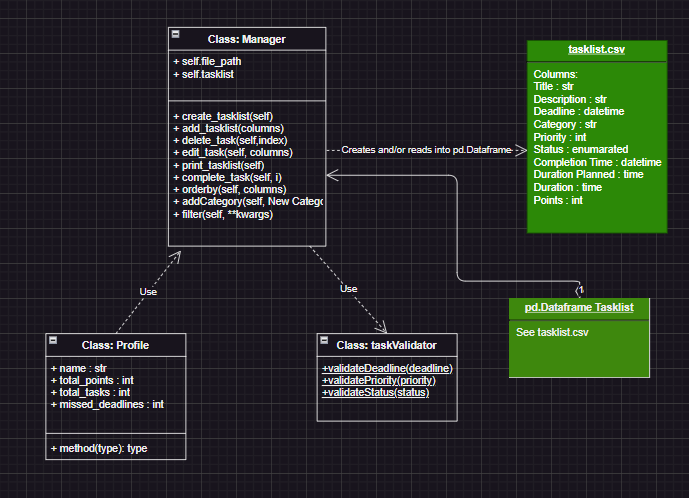 Class: Manager
+ self.file_path
+ self.tasklist
+ create_tasklist(self)
+ add_tasklist(columns)
+ delete_task(self,index)
+ edit_task(self, columns)
+ print_tasklist(self)
+ complete_task(self, i)
+ orderby(self, columns)
+ addCategory(self, New Categ
+ filter(self, **kwargs)
Creates and/or reads into pd.Dataframe
tasklist.csv
Columns:
Title : str
Description : str
Deadline : datetime
Category : str
Priority : int
Status : enumarated
Completion Time : datetime
Duration Planned : time
Duration : time
Points : int
Use
Use
1
pd.Dataframe Tasklist
See tasklist.csv
Class: Profile
+ name : str
+ total_points : int
+ total_tasks : int
+ missed_deadlines : int
+ method(type): type
Class: taskValidator
+validateDeadline(deadline)
+validatePriority(priority)
+validateStatus(status)